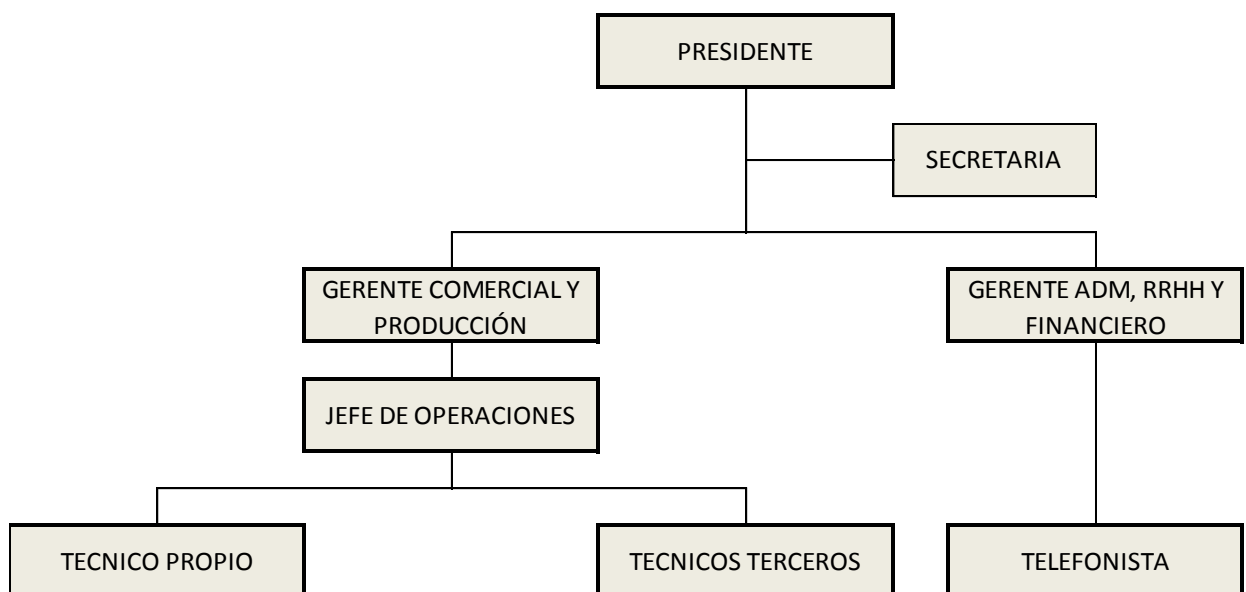 PRESIDENTE
SECRETARIA
GERENTE COMERCIAL Y
PRODUCCIÓN
GERENTE ADM, RRHH Y
FINANCIERO
JEFE DE OPERACIONES
TECNICO PROPIO
TECNICOS TERCEROS
TELEFONISTA